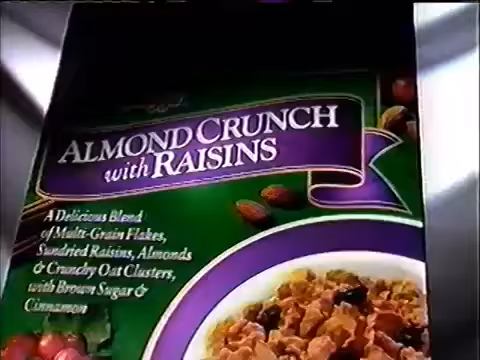 ALMOND CRUNCH
with RAISINS
A Delicious Blend
of Multi-Grain Flakes,
Sundried Raisins, Almonds
& Crunchy Oat Clusters,
with Brown Sugar &
Cinnamon